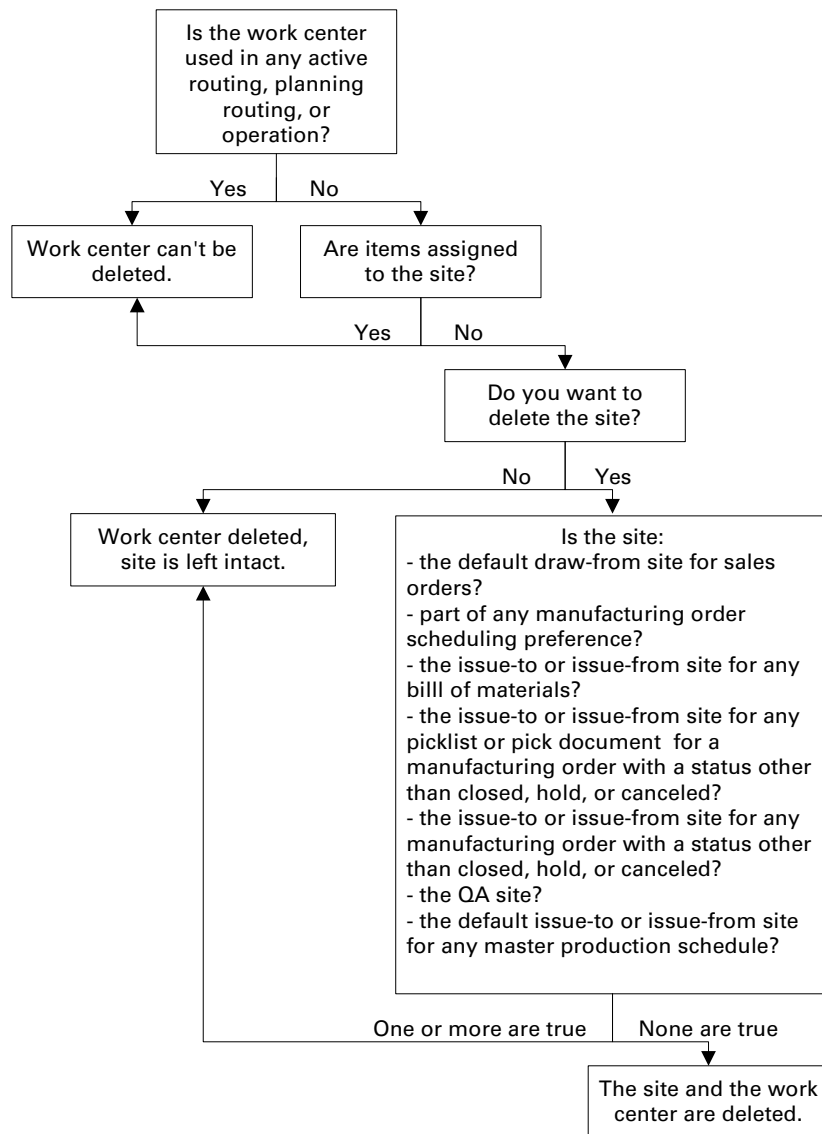 Is the work center
used in any active
routing, planning
routing, or
operation?
Yes
No
Work center can't be
deleted.
Are items assigned
to the site?
Yes
No
Do you want to
delete the site?
No
Yes
Work center deleted,
site is left intact.
Is the site:
- the default draw-from site for sales
orders?
- part of any manufacturing order
scheduling preference?
- the issue-to or issue-from site for any
billl of materials?
- the issue-to or issue-from site for any
picklist or pick document  for a
manufacturing order with a status other
than closed, hold, or canceled?
- the issue-to or issue-from site for any
manufacturing order with a status other
than closed, hold, or canceled?
- the QA site?
- the default issue-to or issue-from site
for any master production schedule?
One or more are true
None are true
The site and the work
center are deleted.